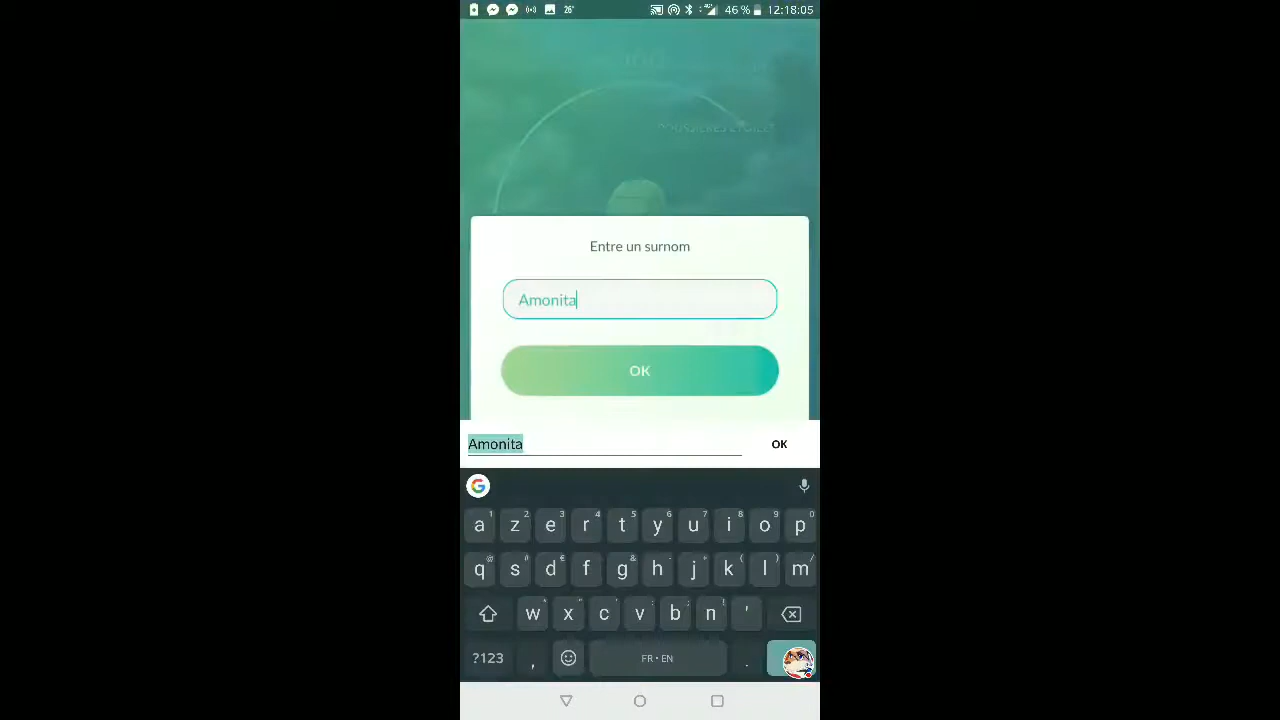 26°
46 %
12:18:05
Entre un surnom
Amonita
OK
Amonita
OK
a z e r t y u i o p
q s d f g h j k l m
w x c v b n '
?123 , FR • EN .